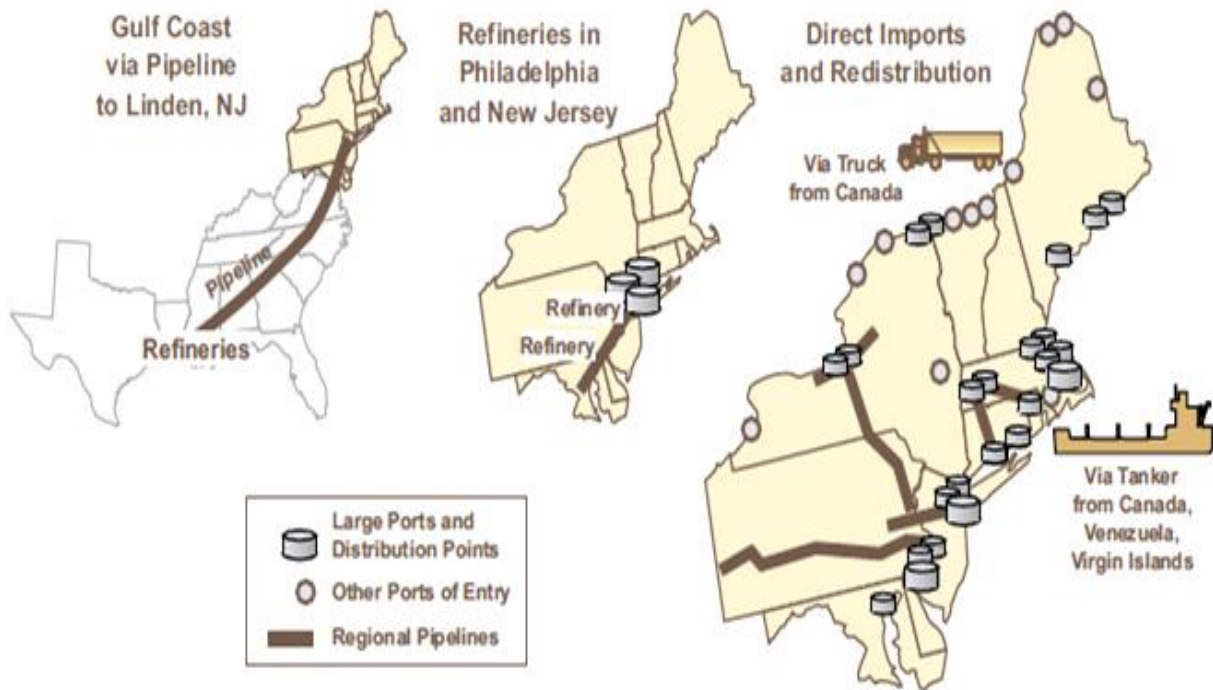 Gulf Coast
via Pipeline
to Linden, NJ
Pipeline
Refineries
Refineries in
Philadelphia
and New Jersey
Refinery
Refinery
Direct Imports
and Redistribution
Via Truck
from Canada
Via Tanker
from Canada,
Venezuela,
Virgin Islands
Large Ports and
Distribution Points
Other Ports of Entry
Regional Pipelines